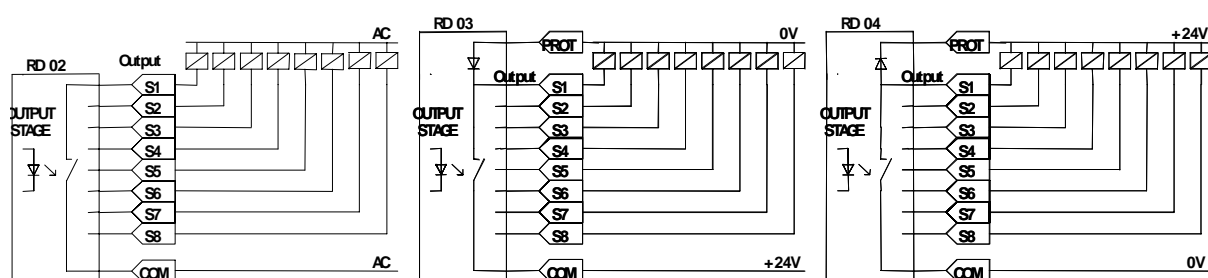 RD 02
Output
AC
OUTPUT
STAGE
S1
S2
S3
S4
S5
S6
S7
S8
COM
AC
RD 03
PROT
0V
Output
OUTPUT
STAGE
S1
S2
S3
S4
S5
S6
S7
S8
COM
+24V
RD 04
PROT
+24V
Output
OUTPUT
STAGE
S1
S2
S3
S4
S5
S6
S7
S8
COM
0V